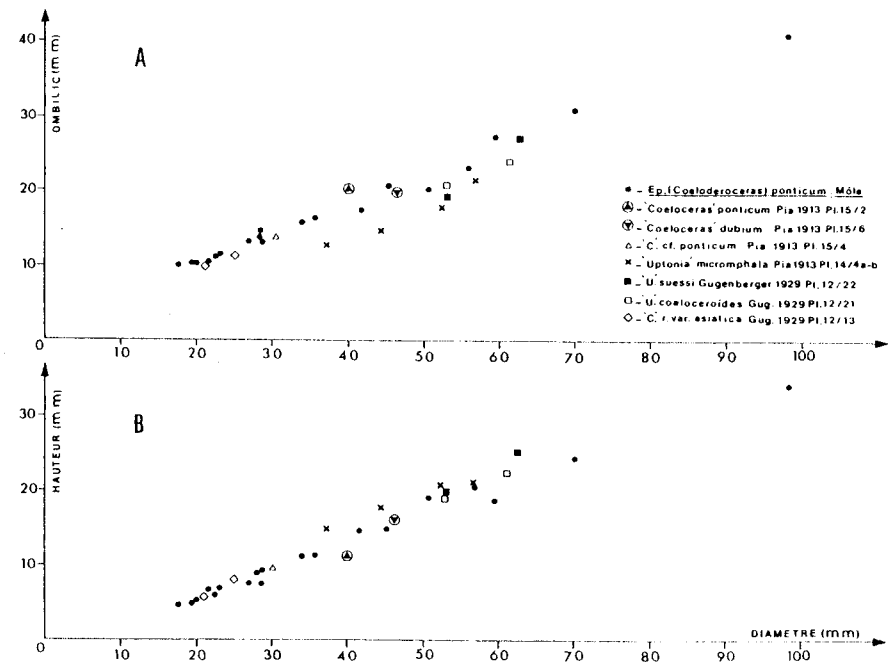 A
OMBILIC (mm)
40
30
20
10
0
10 20 30 40 50 60 70 80 90 100
• - Ep. (Coeloderoceras) ponticum. Môle
- 'Coeloceras' ponticum Pia 1913 Pl.15/2
- 'Coeloceras' dubium Pia 1913 Pl.15/6
△ - 'C'. cf. ponticum Pia 1913 Pl.15/4
× - 'Uptonia' micromphala Pia 1913 Pl.14/4a-b
■ - 'U'. suessi Gugenberger 1929 Pl.12/22
□ - 'U'. coeloceroïdes Gug. 1929 Pl.12/21
◇ - 'C'. r. var. asiatica Gug. 1929 Pl.12/13
B
HAUTEUR (mm)
30
20
10
0
10 20 30 40 50 60 70 80 90 100
DIAMETRE (mm)